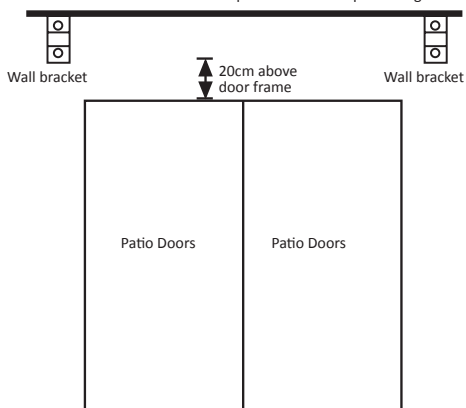 Wall bracket
Wall bracket
20cm above
door frame
Patio Doors
Patio Doors